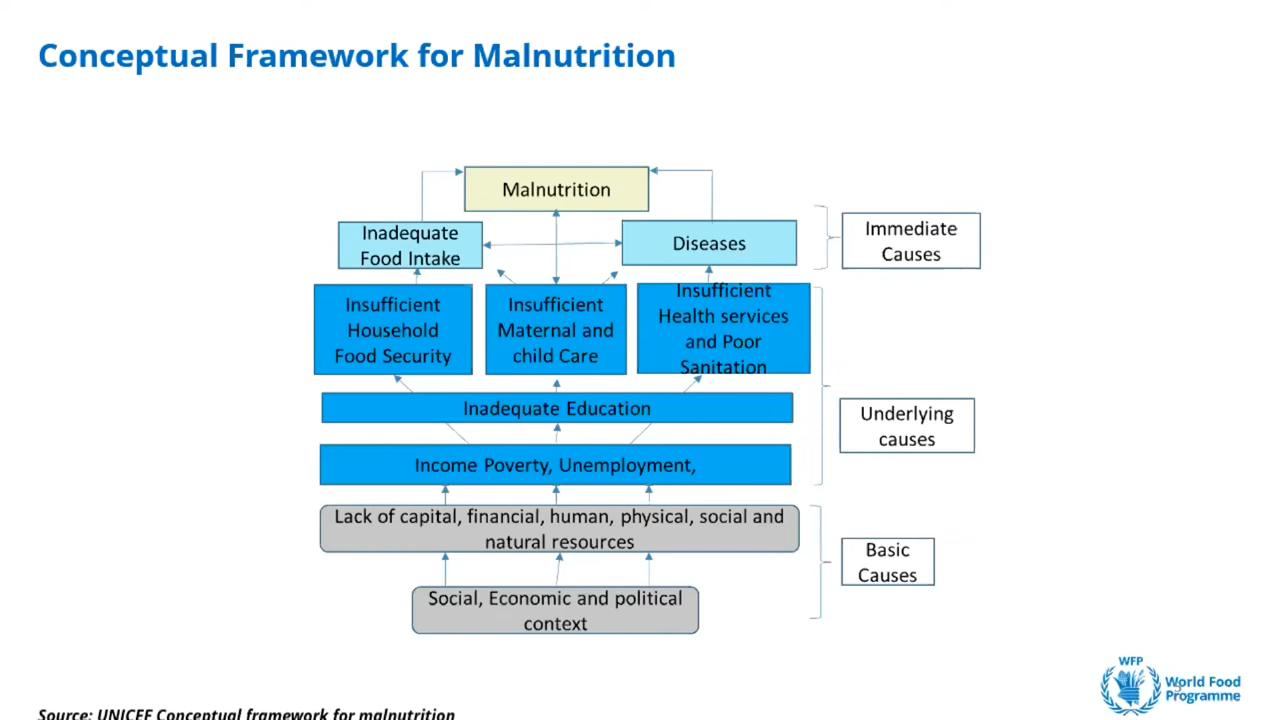 Conceptual Framework for Malnutrition
Malnutrition
Inadequate
Food Intake
Diseases
Immediate
Causes
Insufficient
Household
Food Security
Insufficient
Maternal and
child Care
Insufficient
Health services
and Poor
Sanitation
Inadequate Education
Underlying
causes
Income Poverty, Unemployment,
Lack of capital, financial, human, physical, social and
natural resources
Basic
Causes
Social, Economic and political
context
WFP
World Food
Programme
Source: UNICEF Conceptual framework for malnutrition